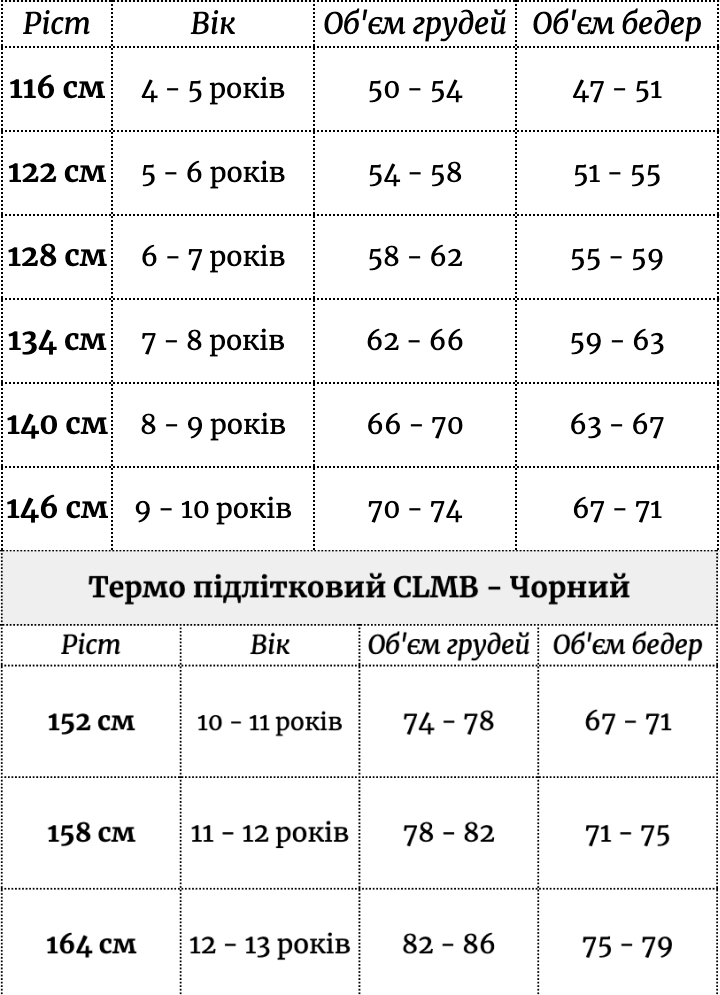 Ріст Вік Об'єм грудей Об'єм бедер
116 см 4 - 5 років 50 - 54 47 - 51
122 см 5 - 6 років 54 - 58 51 - 55
128 см 6 - 7 років 58 - 62 55 - 59
134 см 7 - 8 років 62 - 66 59 - 63
140 см 8 - 9 років 66 - 70 63 - 67
146 см 9 - 10 років 70 - 74 67 - 71
Термо підлітковий CLMB - Чорний
Ріст Вік Об'єм грудей Об'єм бедер
152 см 10 - 11 років 74 - 78 67 - 71
158 см 11 - 12 років 78 - 82 71 - 75
164 см 12 - 13 років 82 - 86 75 - 79